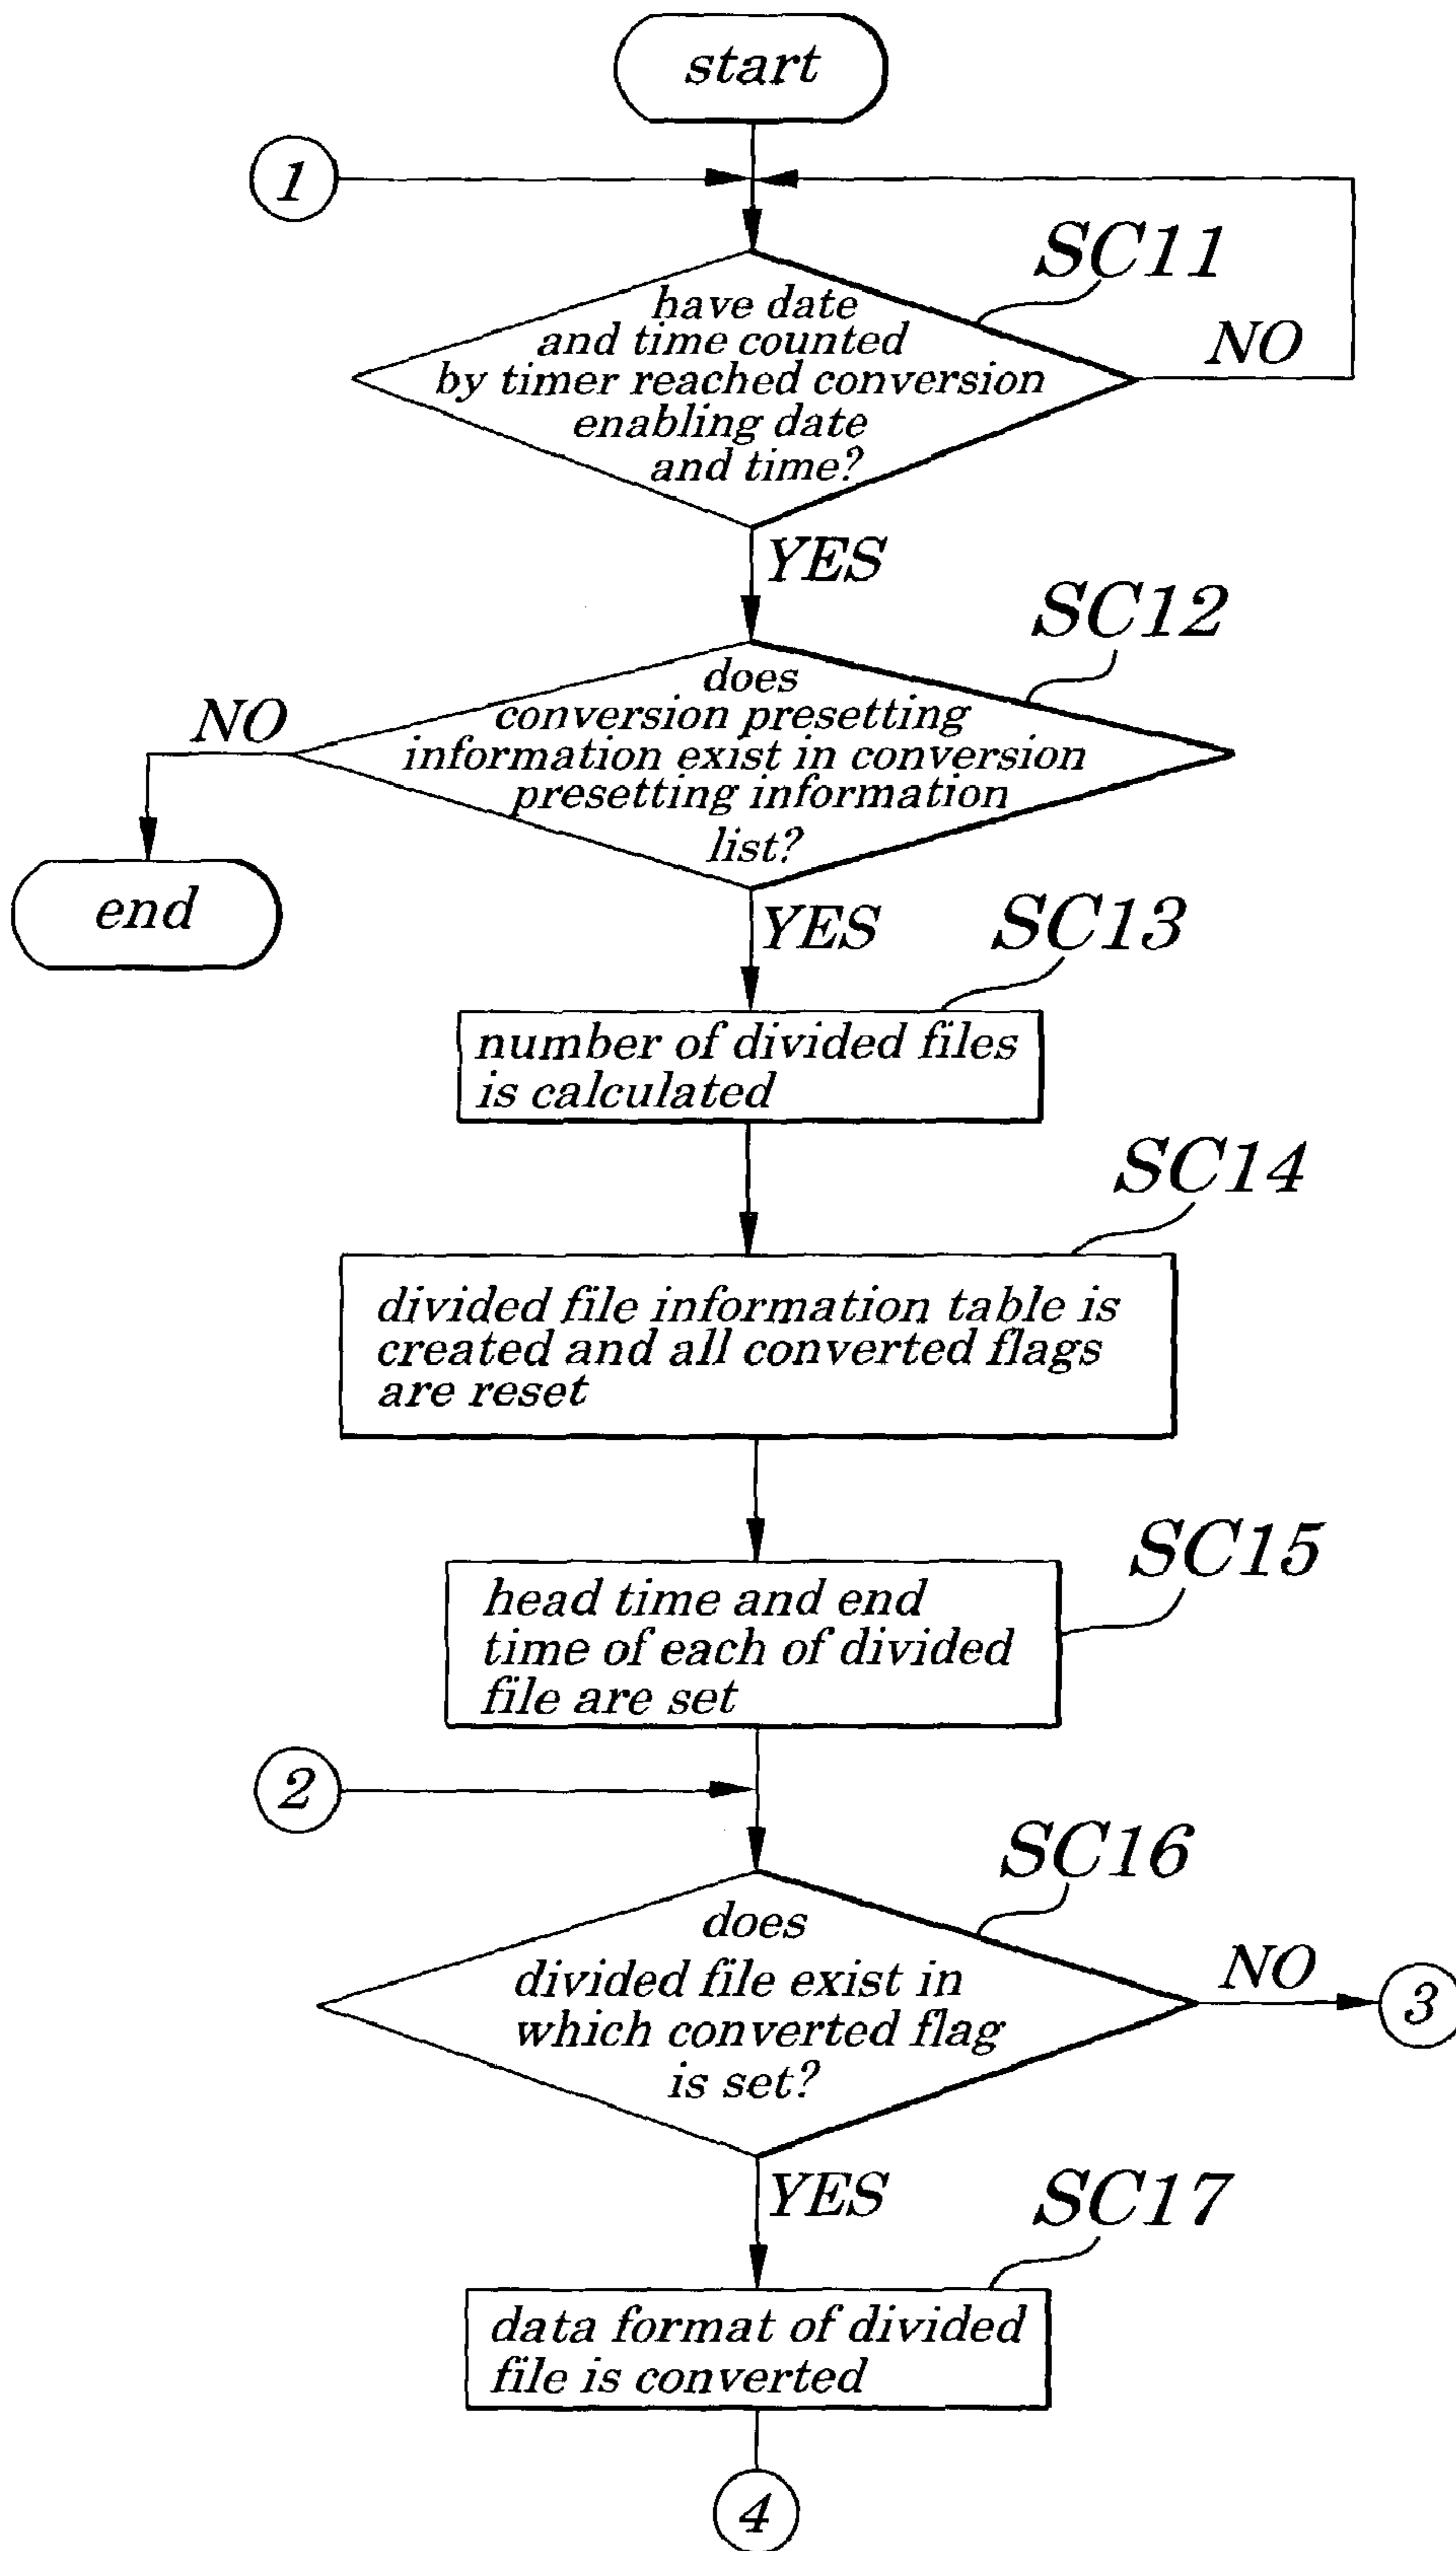 start
1
SC11
have date
and time counted
by timer reached conversion
enabling date
and time?
NO
YES
SC12
does
conversion presetting
information exist in conversion
presetting information
list?
NO
end
YES
SC13
number of divided files
is calculated
SC14
divided file information table is
created and all converted flags
are reset
SC15
head time and end
time of each of divided
file are set
2
SC16
does
divided file exist in
which converted flag
is set?
NO
3
YES
SC17
data format of divided
file is converted
4